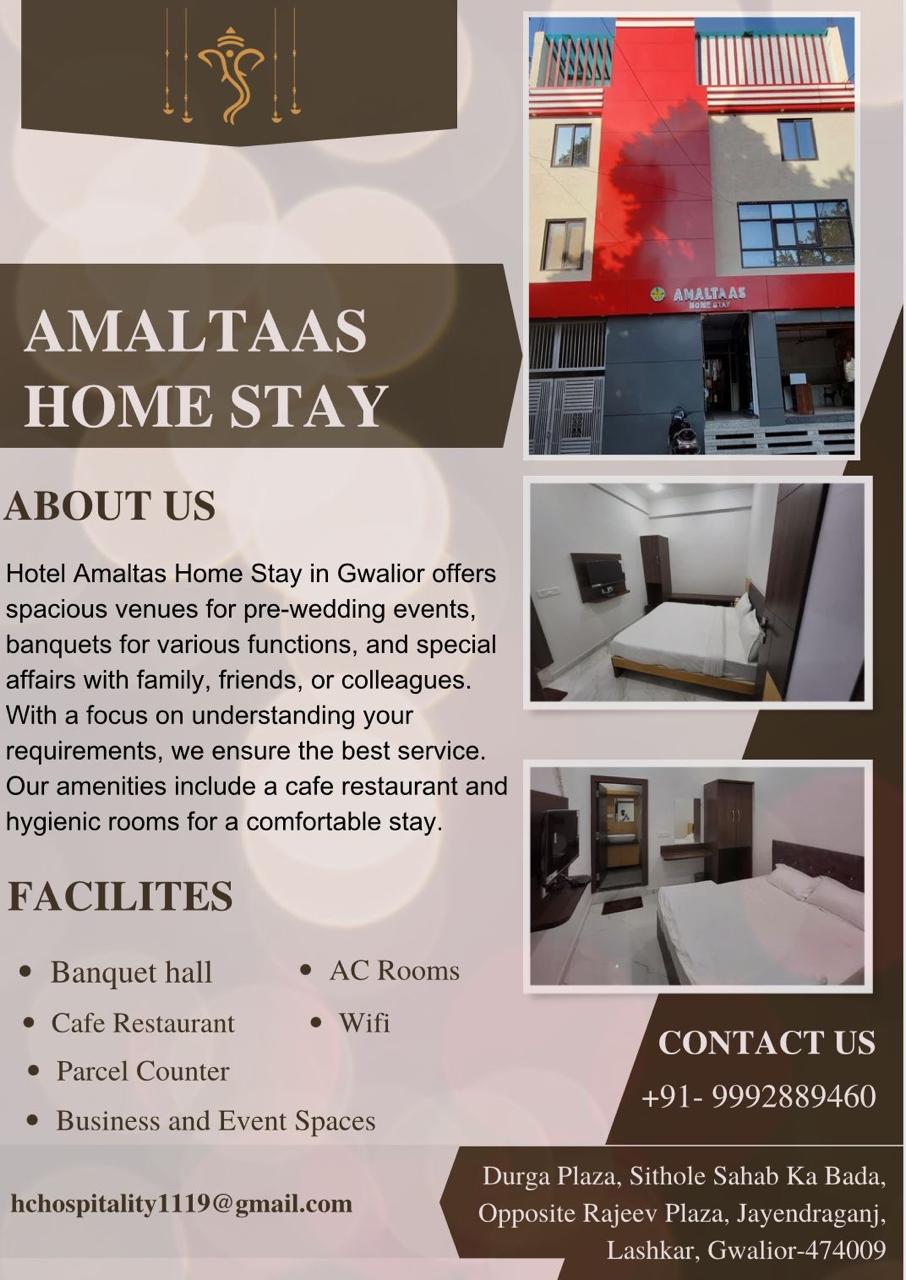 AMALTAAS
HOME STAY
AMALTAAS
HOME STAY
ABOUT US
Hotel Amaltas Home Stay in Gwalior offers
spacious venues for pre-wedding events,
banquets for various functions, and special
affairs with family, friends, or colleagues.
With a focus on understanding your
requirements, we ensure the best service.
Our amenities include a cafe restaurant and
hygienic rooms for a comfortable stay.
FACILITES
• Banquet hall
• Cafe Restaurant
• Parcel Counter
• Business and Event Spaces
• AC Rooms
• Wifi
CONTACT US
+91- 9992889460
hchospitality1119@gmail.com
Durga Plaza, Sithole Sahab Ka Bada,
Opposite Rajeev Plaza, Jayendraganj,
Lashkar, Gwalior-474009